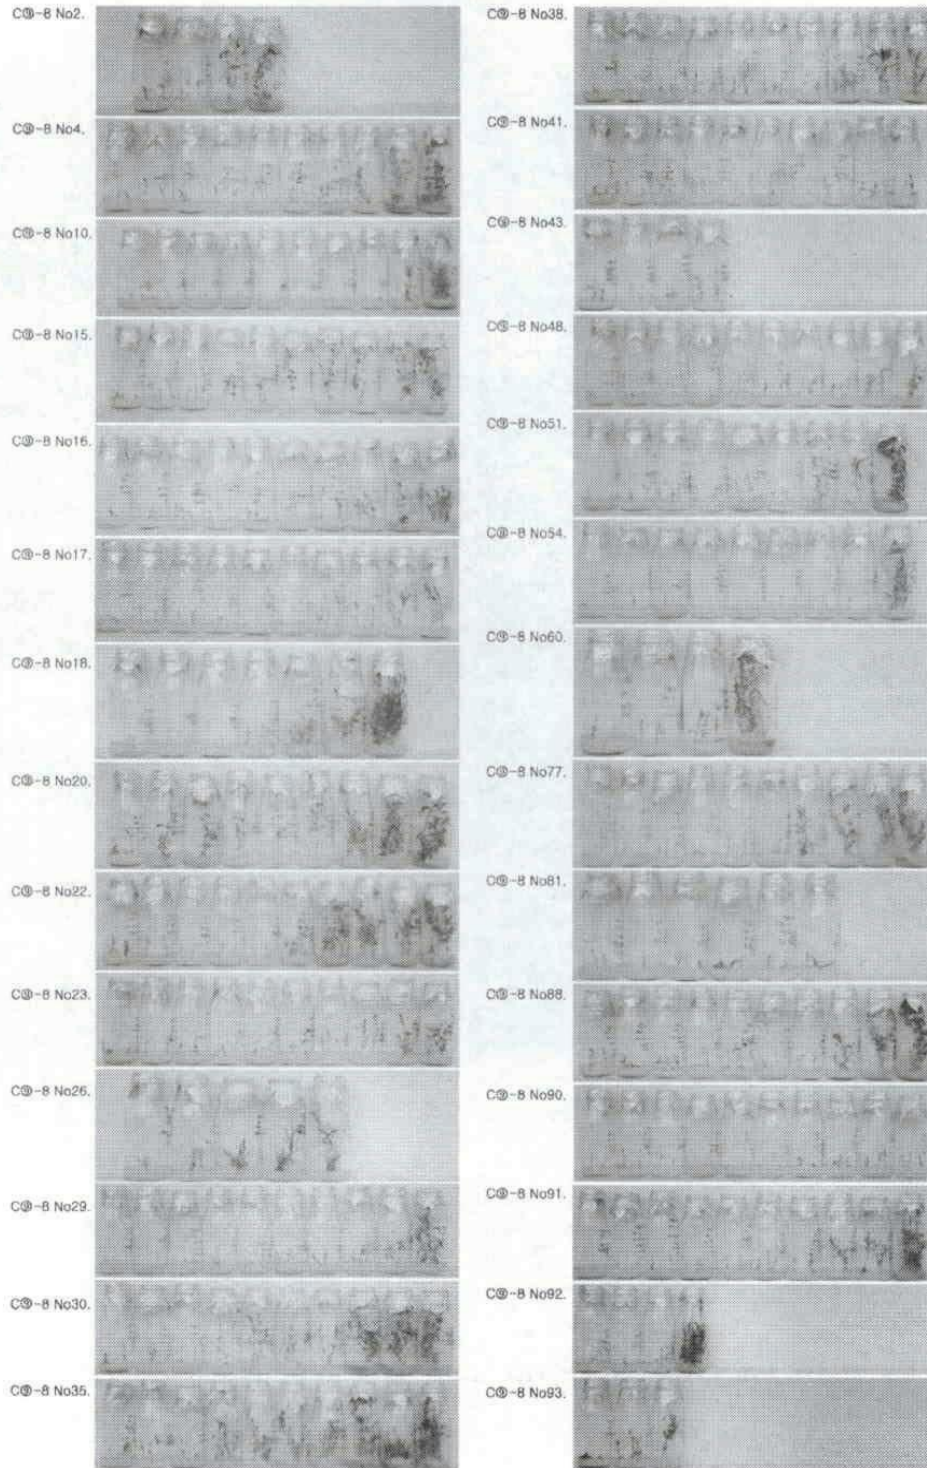 C⑨-8 No2.
C⑨-8 No4.
C⑨-8 No10.
C⑨-8 No15.
C⑨-8 No16.
C⑨-8 No17.
C⑨-8 No18.
C⑨-8 No20.
C⑨-8 No22.
C⑨-8 No23.
C⑨-8 No26.
C⑨-8 No29.
C⑨-8 No30.
C⑨-8 No35.
C⑨-8 No38.
C⑨-8 No41.
C⑨-8 No43.
C⑨-8 No48.
C⑨-8 No51.
C⑨-8 No54.
C⑨-8 No60.
C⑨-8 No77.
C⑨-8 No81.
C⑨-8 No88.
C⑨-8 No90.
C⑨-8 No91.
C⑨-8 No92.
C⑨-8 No93.